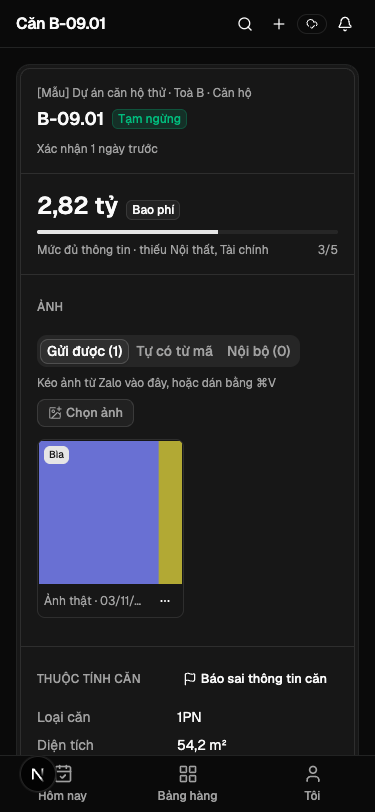 Căn B-09.01
[Mẫu] Dự án căn hộ thử · Toà B · Căn hộ
B-09.01 Tạm ngừng
Xác nhận 1 ngày trước
2,82 tỷ Bao phí
Mức đủ thông tin · thiếu Nội thất, Tài chính 3/5
ẢNH
Gửi được (1) Tự có từ mã Nội bộ (0)
Kéo ảnh từ Zalo vào đây, hoặc dán bằng ⌘V
Chọn ảnh
Bìa
Ảnh thật · 03/11/...
THUỘC TÍNH CĂN Báo sai thông tin căn
Loại căn 1PN
Diện tích 54,2 m²
N
Hôm nay Bảng hàng Tôi